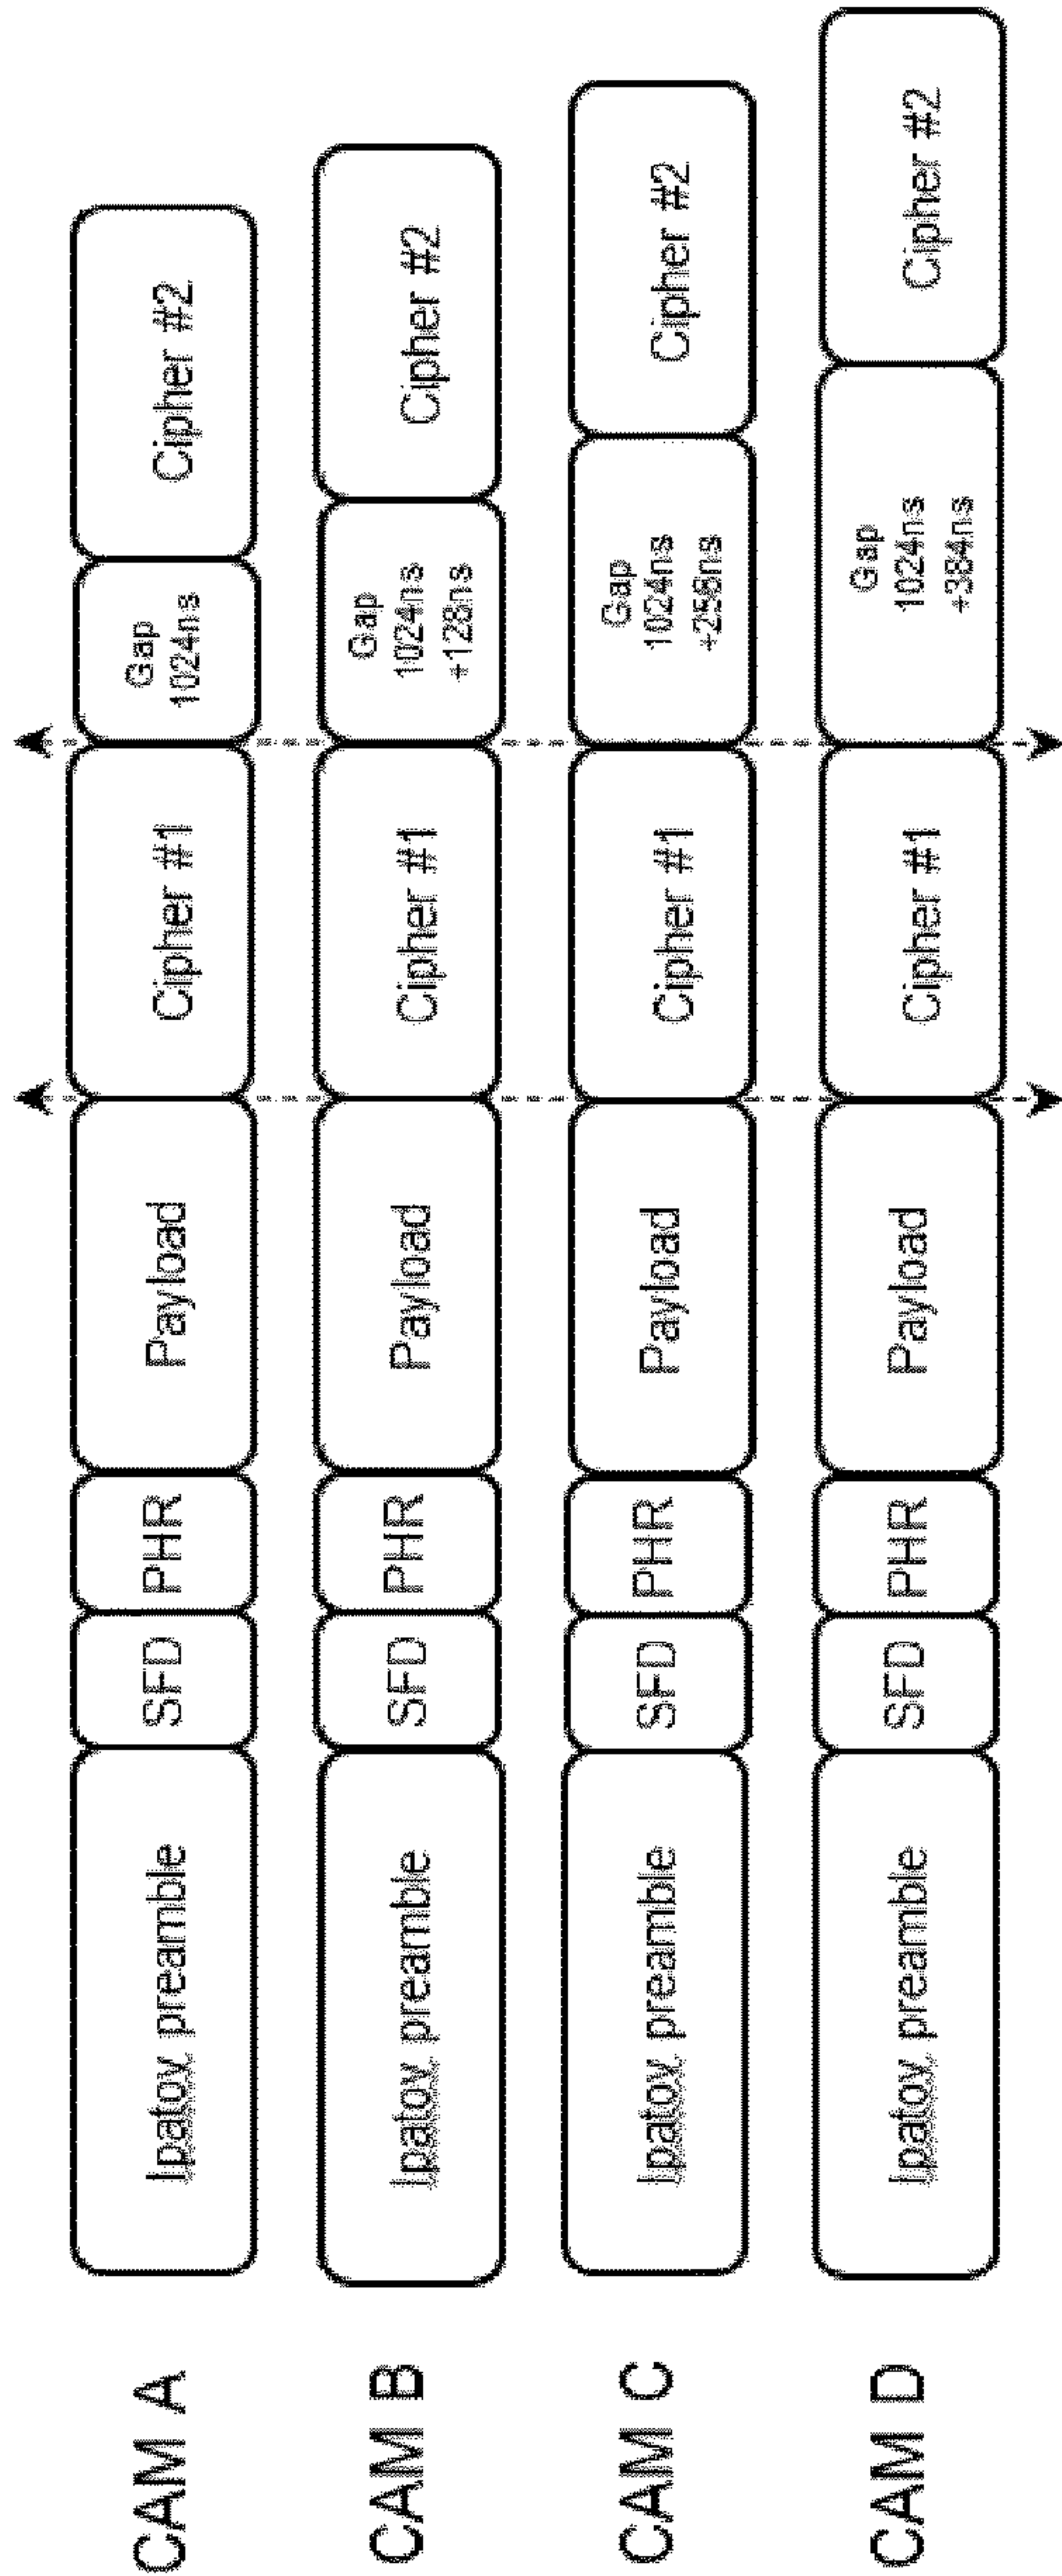 CAM A
Ipatov preamble
SFD
PHR
Payload
Cipher #1
Gap
1024ns
Cipher #2
CAM B
Ipatov preamble
SFD
PHR
Payload
Cipher #1
Gap
1024ns
+128ns
Cipher #2
CAM C
Ipatov preamble
SFD
PHR
Payload
Cipher #1
Gap
1024ns
+256ns
Cipher #2
CAM D
Ipatov preamble
SFD
PHR
Payload
Cipher #1
Gap
1024ns
+384ns
Cipher #2